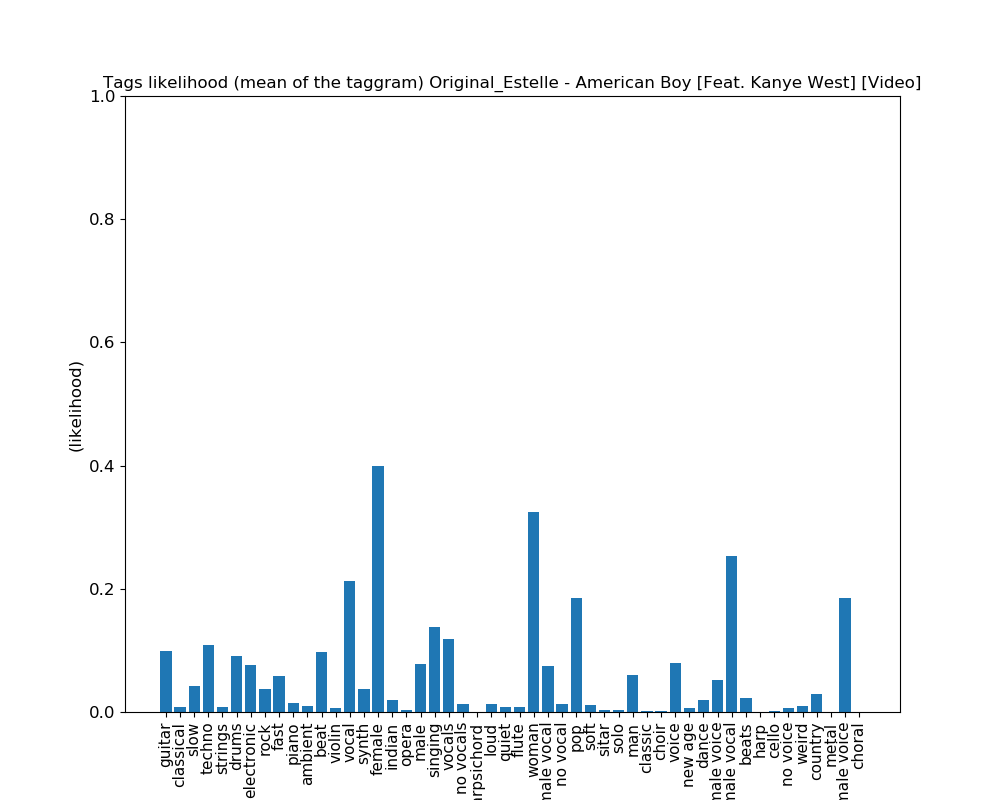 Tags likelihood (mean of the taggram) Original_Estelle - American Boy [Feat. Kanye West] [Video]
1.0
0.8
0.6
0.4
0.2
0.0
(likelihood)
guitar
classical
slow
techno
strings
drums
electronic
rock
fast
piano
ambient
beat
violin
vocal
synth
female
indian
opera
male
singing
vocals
no vocals
arpsichord
loud
quiet
flute
woman
male vocal
no vocal
pop
soft
sitar
solo
man
classic
choir
voice
new age
dance
male voice
male vocal
beats
harp
cello
no voice
weird
country
metal
male voice
choral